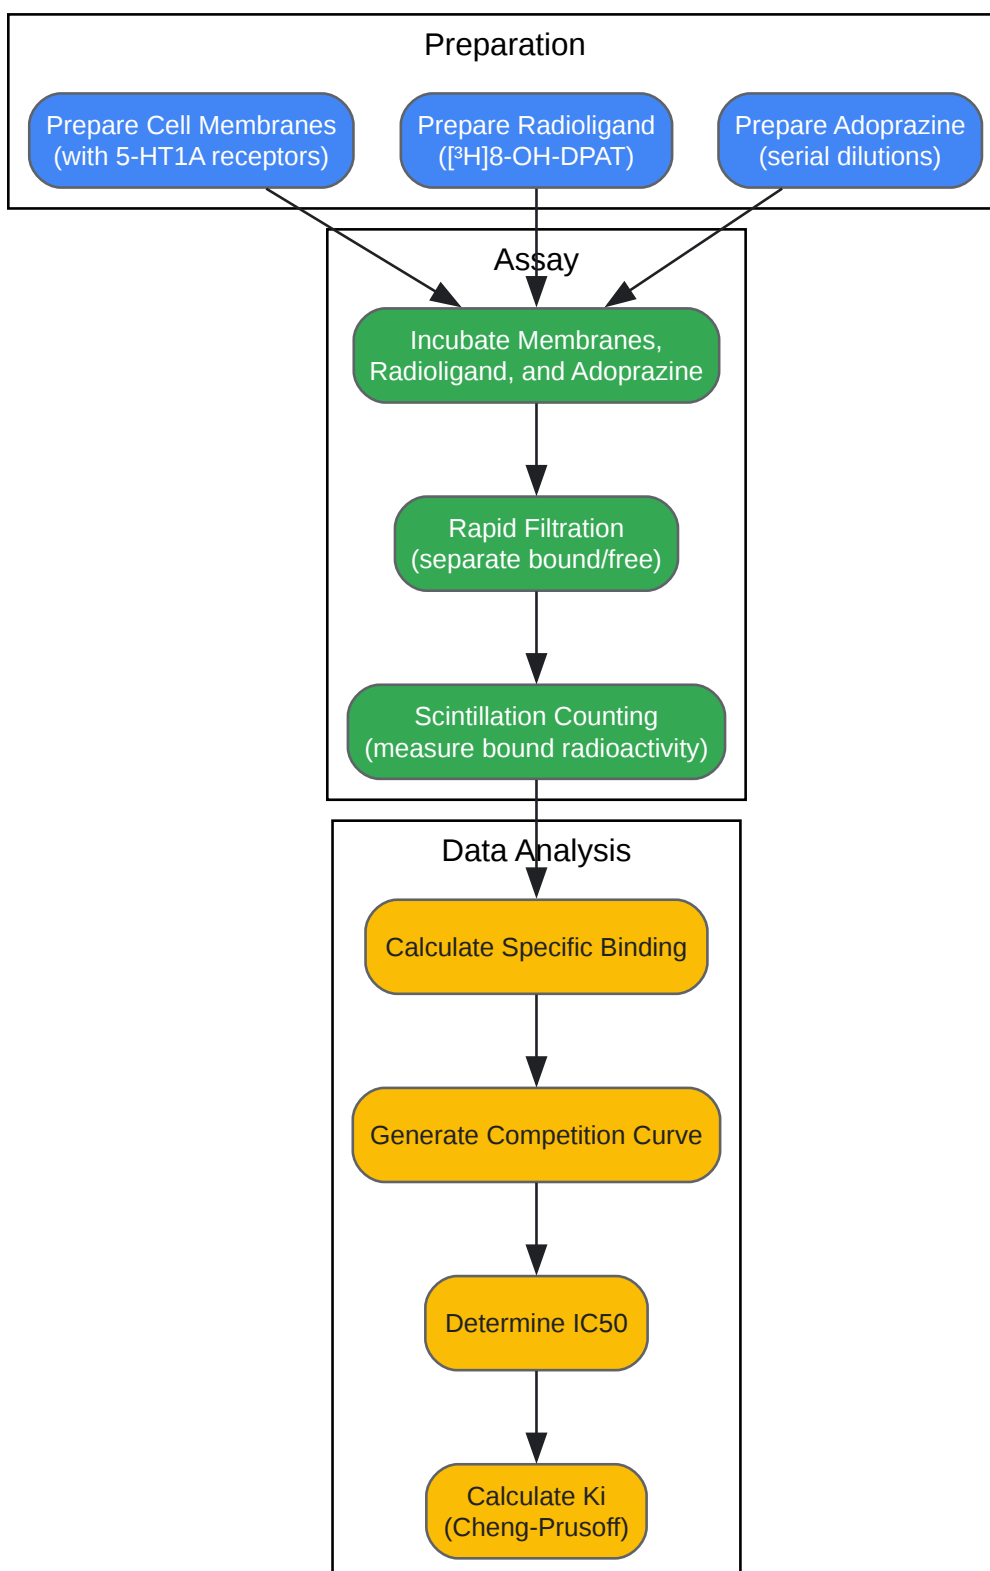 Preparation
Prepare Cell Membranes
(with 5-HT1A receptors)
Prepare Radioligand
([³H]8-OH-DPAT)
Prepare Adoprazine
(serial dilutions)
Assay
Incubate Membranes,
Radioligand, and Adoprazine
Rapid Filtration
(separate bound/free)
Scintillation Counting
(measure bound radioactivity)
Data Analysis
Calculate Specific Binding
Generate Competition Curve
Determine IC50
Calculate Ki
(Cheng-Prusoff)